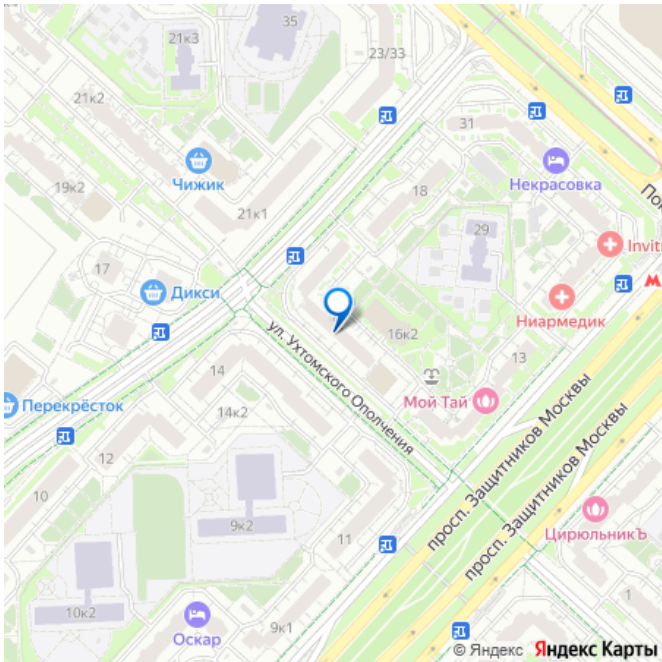 35
21к3
23/33
21к2
31
Чижик
Некрасовка
19к2
18
Пок
21к1
29
17
Invit
Дикси
Ниармедик
ул. Ухтомского Ополчения
16к2
13
14
Мой Тай
Перекрёсток
14к2
просп. Защитников Москвы
просп. Защитников Москвы
12
10
9к2
ЦирюльникЪ
11
1
10к2
Оскар
9к1
© Яндекс Яндекс Карты